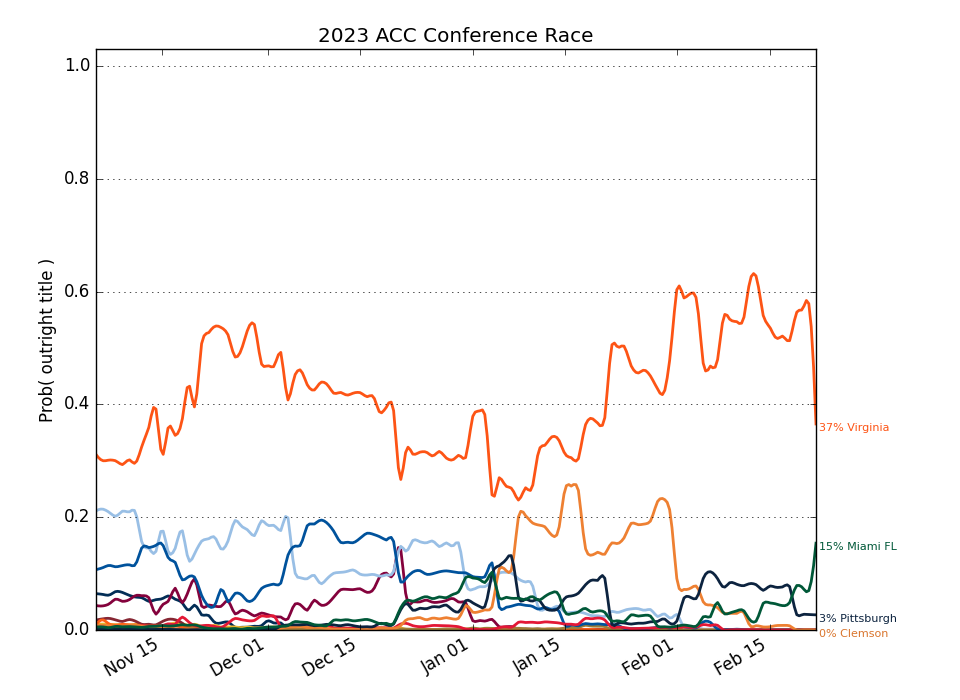 2023 ACC Conference Race
Prob( outright title )
1.0
0.8
0.6
0.4
0.2
0.0
37% Virginia
15% Miami FL
3% Pittsburgh
0% Clemson
Nov 15
Dec 01
Dec 15
Jan 01
Jan 15
Feb 01
Feb 15